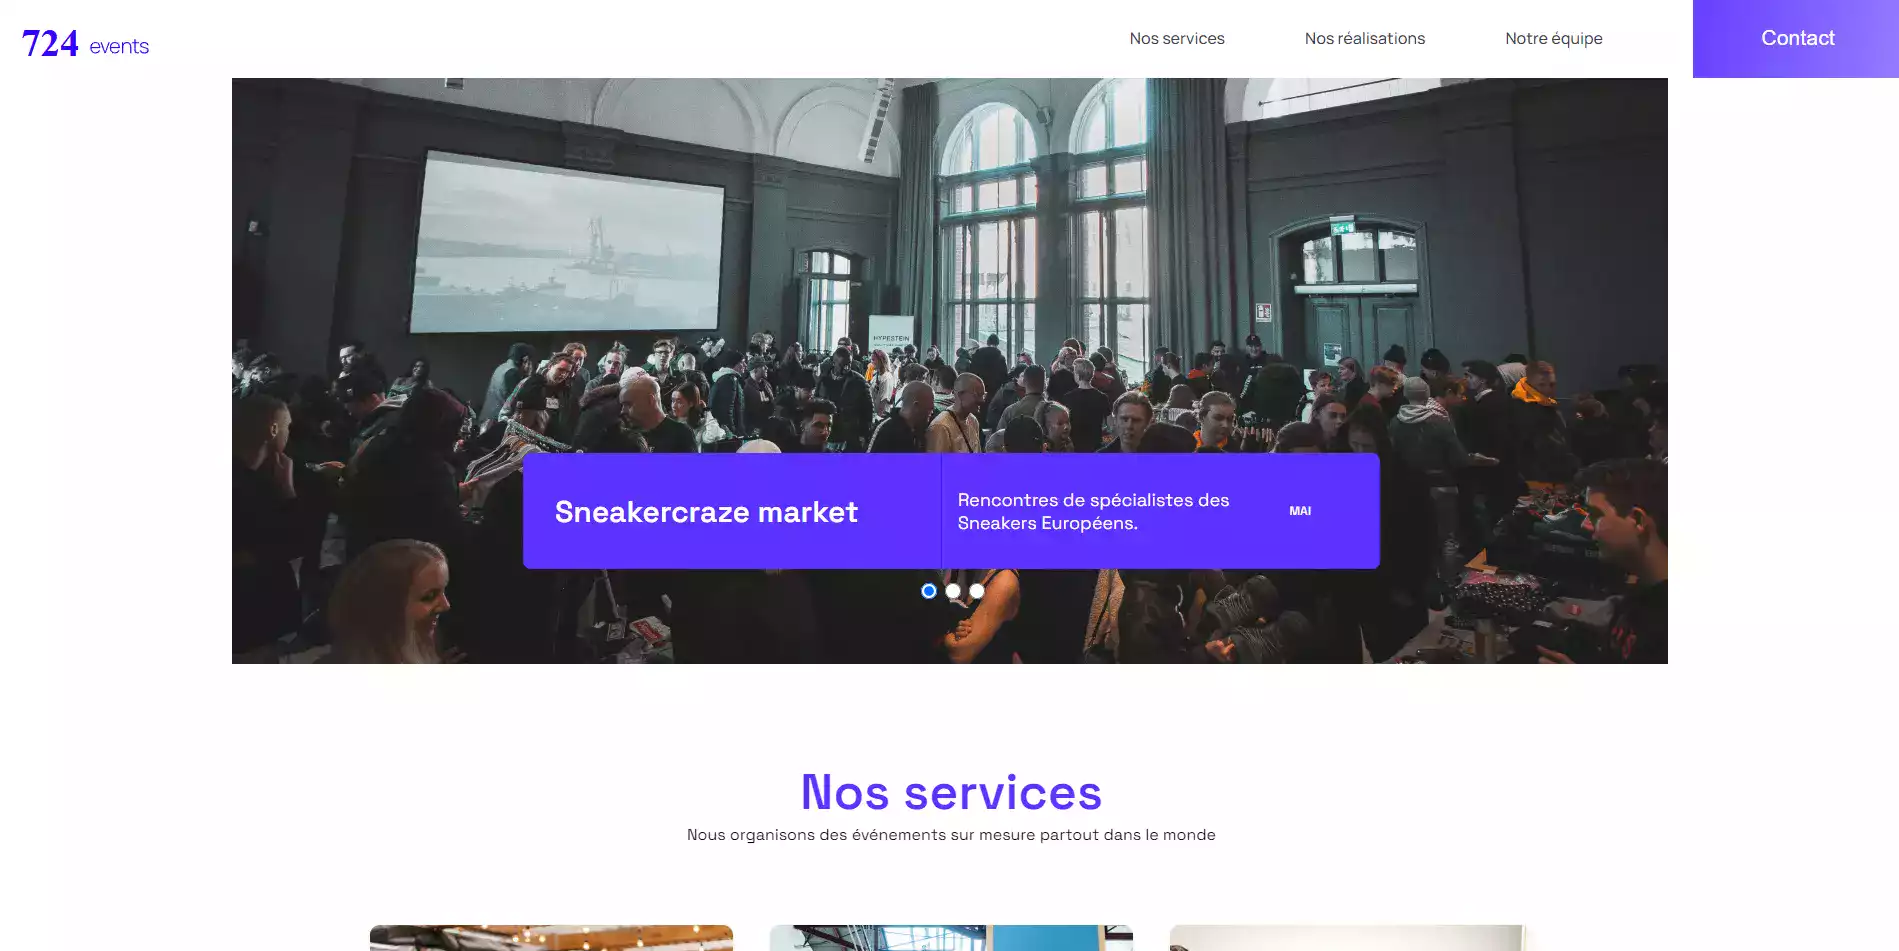 724 events
Nos services
Nos réalisations
Notre équipe
Contact
HYPESTEIN
Sneakercraze market
Rencontres de spécialistes des
Sneakers Européens.
MAI
Nos services
Nous organisons des événements sur mesure partout dans le monde